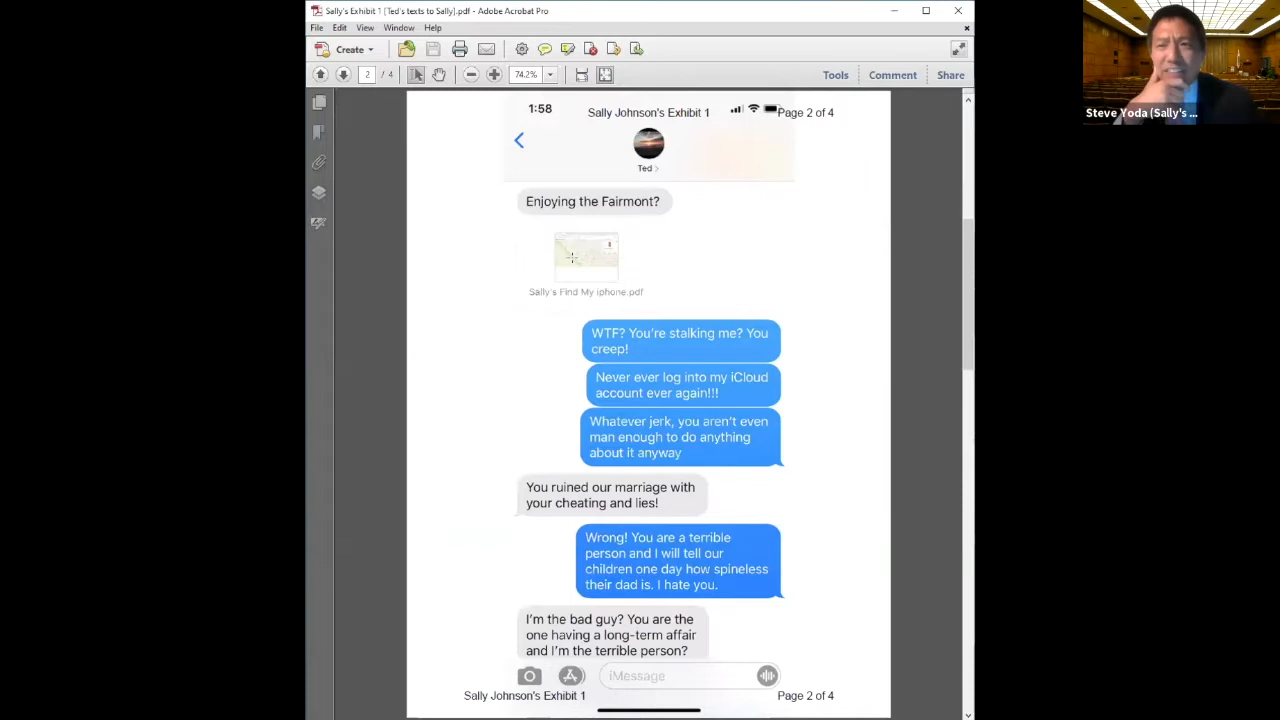 Sally's Exhibit 1 [Ted's texts to Sally].pdf - Adobe Acrobat Pro
File Edit View Window Help
Create
2 / 4
74.2%
Tools Comment Share
1:58
Sally Johnson's Exhibit 1
Page 2 of 4
Ted
Enjoying the Fairmont?
Sally's Find My iphone.pdf
WTF? You're stalking me? You
creep!
Never ever log into my iCloud
account ever again!!!
Whatever jerk, you aren't even
man enough to do anything
about it anyway
You ruined our marriage with
your cheating and lies!
Wrong! You are a terrible
person and I will tell our
children one day how spineless
their dad is. I hate you.
I'm the bad guy? You are the
one having a long-term affair
and I'm the terrible person?
iMessage
Sally Johnson's Exhibit 1
Page 2 of 4
Steve Yoda (Sally's ...